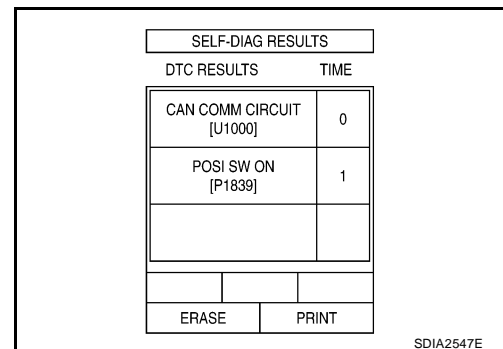 SELF-DIAG RESULTS
DTC RESULTS TIME
CAN COMM CIRCUIT
[U1000]
0
POSI SW ON
[P1839]
1
ERASE PRINT
SDIA2547E